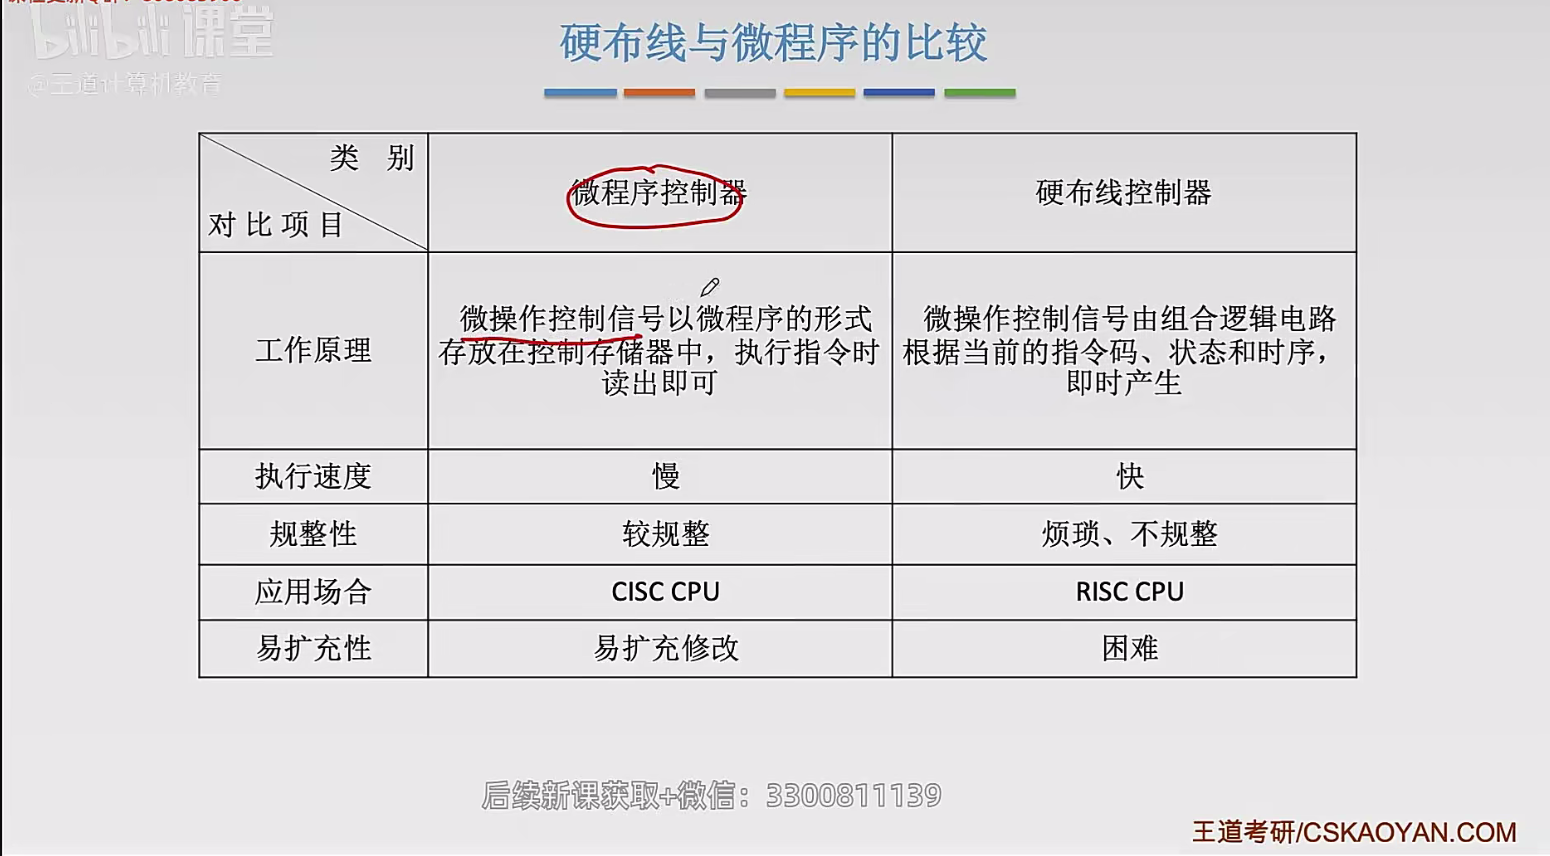 bilibili课堂
@王道计算机教育
硬布线与微程序的比较
类 别
对比项目
微程序控制器
硬布线控制器
工作原理
微操作控制信号以微程序的形式
存放在控制存储器中，执行指令时
读出即可
微操作控制信号由组合逻辑电路
根据当前的指令码、状态和时序，
即时产生
执行速度
慢
快
规整性
较规整
烦琐、不规整
应用场合
CISC CPU
RISC CPU
易扩充性
易扩充修改
困难
后续新课获取+微信：3300811139
王道考研/CSKAOYAN.COM